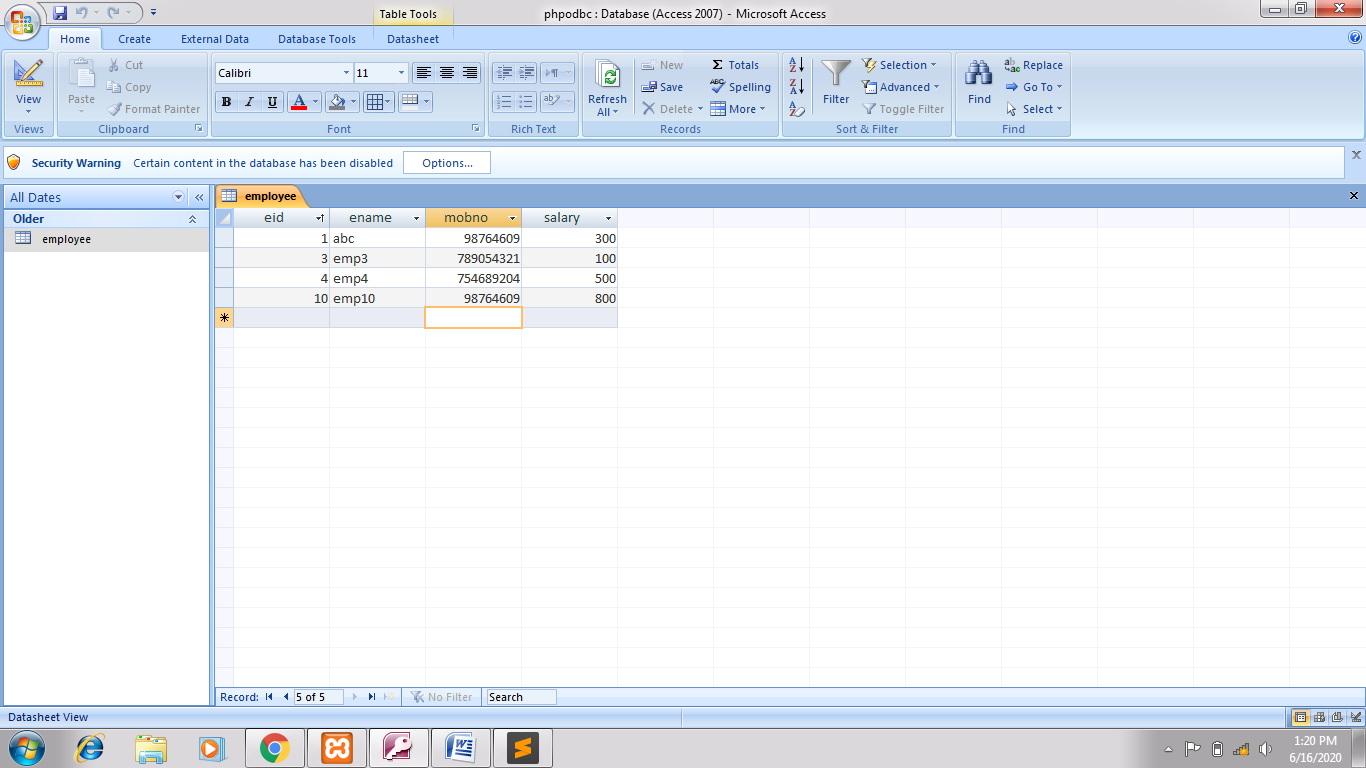 Table Tools
phpodbc : Database (Access 2007) - Microsoft Access
Home Create External Data Database Tools Datasheet
View
Views
Paste
Cut
Copy
Format Painter
Clipboard
Calibri 11
B I U A
Font
Rich Text
Refresh
All
New
Save
Delete
Σ Totals
ABC Spelling
More
Records
Filter
Selection
Advanced
Toggle Filter
Sort & Filter
Find
Replace
Go To
Select
Find
Security Warning Certain content in the database has been disabled Options...
All Dates
Older
employee
employee
eid ename mobno salary
1 abc 98764609 300
3 emp3 789054321 100
4 emp4 754689204 500
10 emp10 98764609 800
Record: 5 of 5 No Filter Search
Datasheet View
1:20 PM
6/16/2020